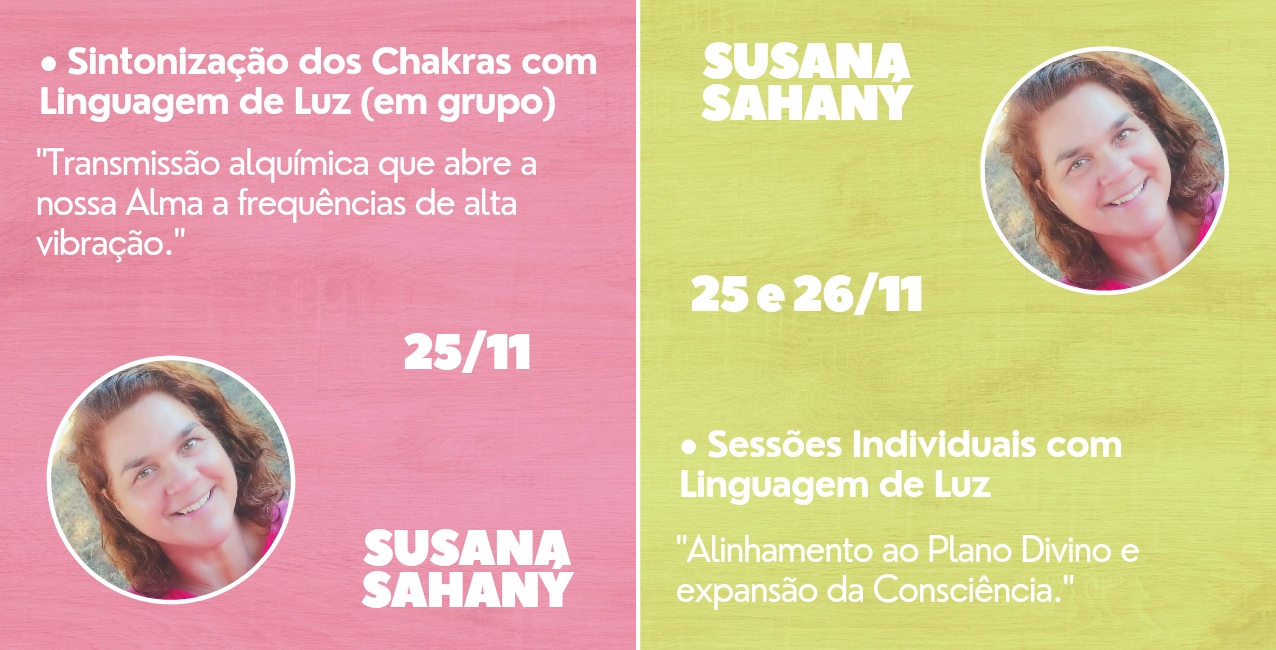 ● Sintonização dos Chakras com
Linguagem de Luz (em grupo)
"Transmissão alquímica que abre a
nossa Alma a frequências de alta
vibração."
25/11
SUSANA
SAHANÝ
SUSANA
SAHANÝ
25 e 26/11
● Sessões Individuais com
Linguagem de Luz
"Alinhamento ao Plano Divino e
expansão da Consciência."